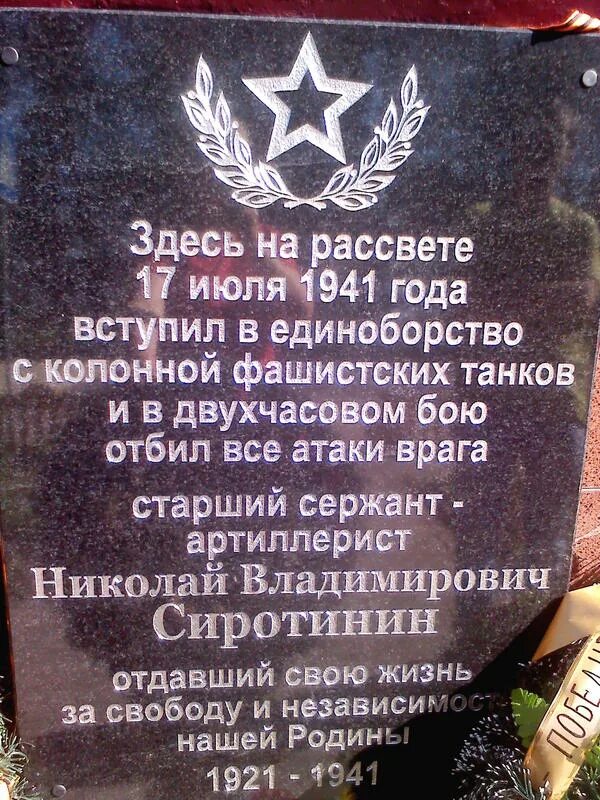 Здесь на рассвете
17 июля 1941 года
вступил в единоборство
с колонной фашистских танков
и в двухчасовом бою
отбил все атаки врага
старший сержант -
артиллерист
Николай Владимирович
Сиротинин
отдавший свою жизнь
за свободу и независимост
нашей Родины
1921 - 1941